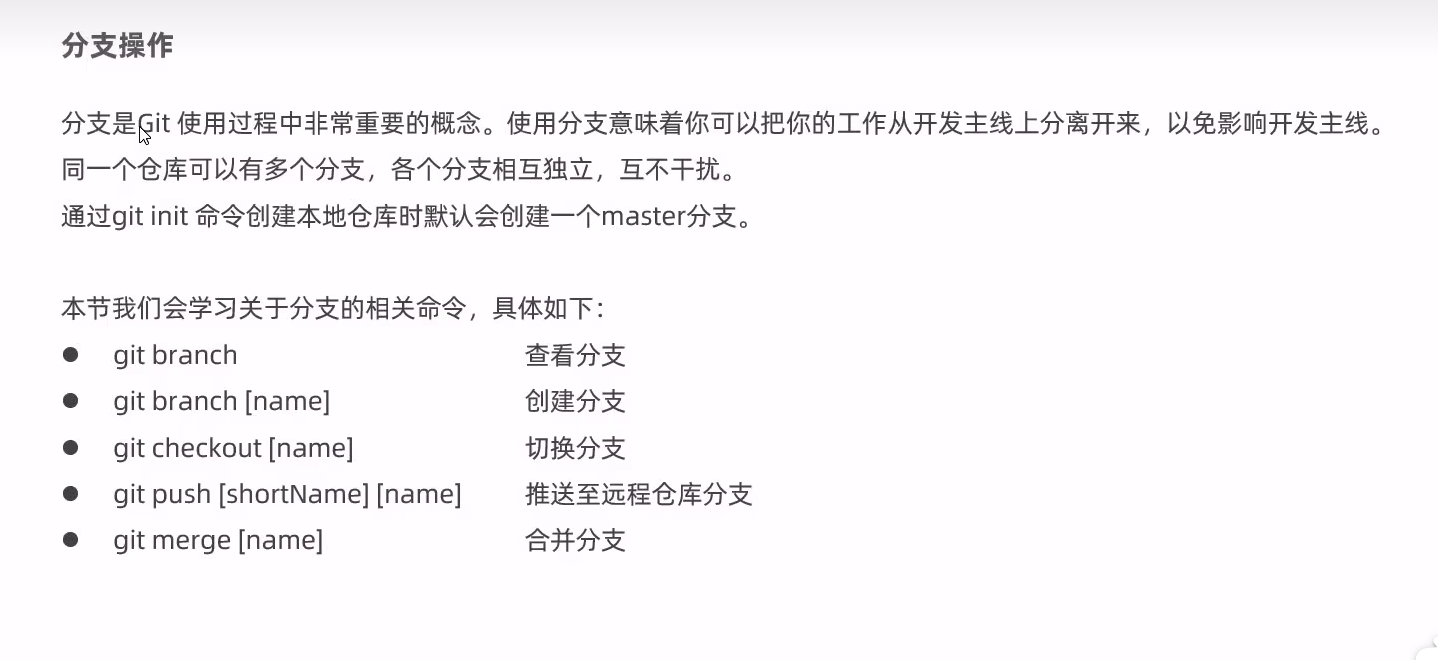 分支操作
分支是Git 使用过程中非常重要的概念。使用分支意味着你可以把你的工作从开发主线上分离开来，以免影响开发主线。
同一个仓库可以有多个分支，各个分支相互独立，互不干扰。
通过git init 命令创建本地仓库时默认会创建一个master分支。
本节我们会学习关于分支的相关命令，具体如下：
● git branch 查看分支
● git branch [name] 创建分支
● git checkout [name] 切换分支
● git push [shortName] [name] 推送至远程仓库分支
● git merge [name] 合并分支